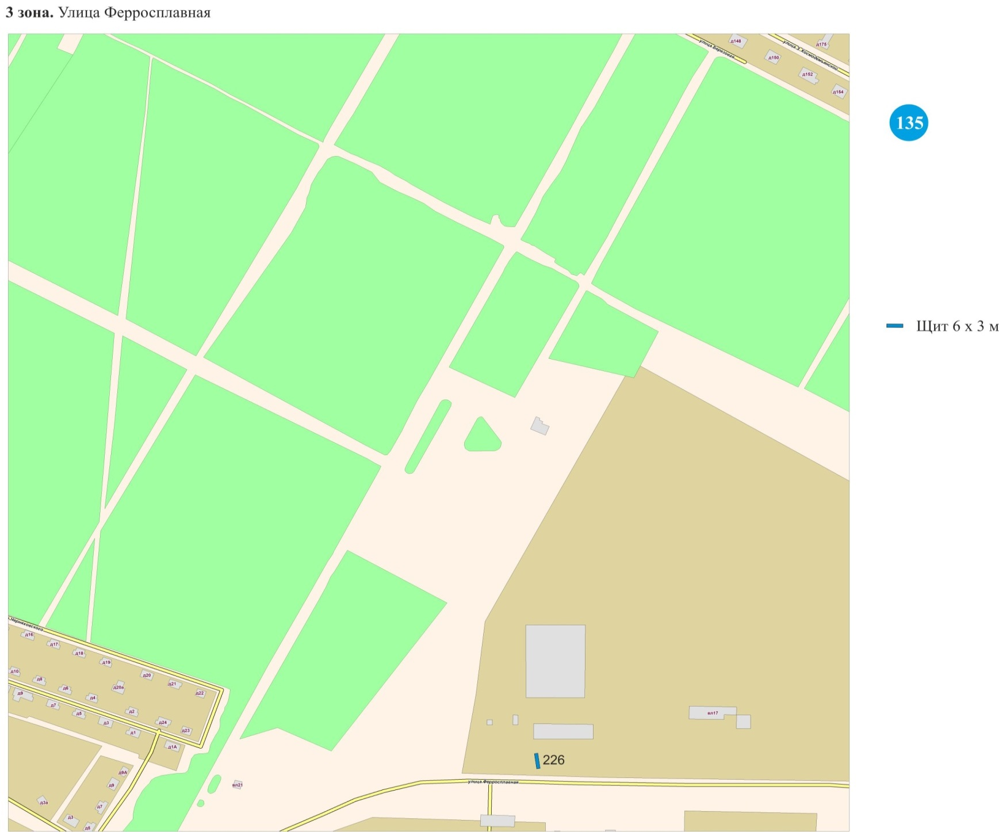 3 зона. Улица Ферросплавная
улица.Березовая
улица.З. Космодемьянской
д148
д175
д150
д152
д154
135
Щит 6 х 3 м
.Черняховского
д16
д17
д18
д19
д20
д21
д22
д10
д8
д6
д20а
д4
д9
д7
д5
д2
д3
д24
д1
д23
д1А
вл17
226
д9А
д9
вл21
улица.Ферросплавная
д3а
д7
д3
д5